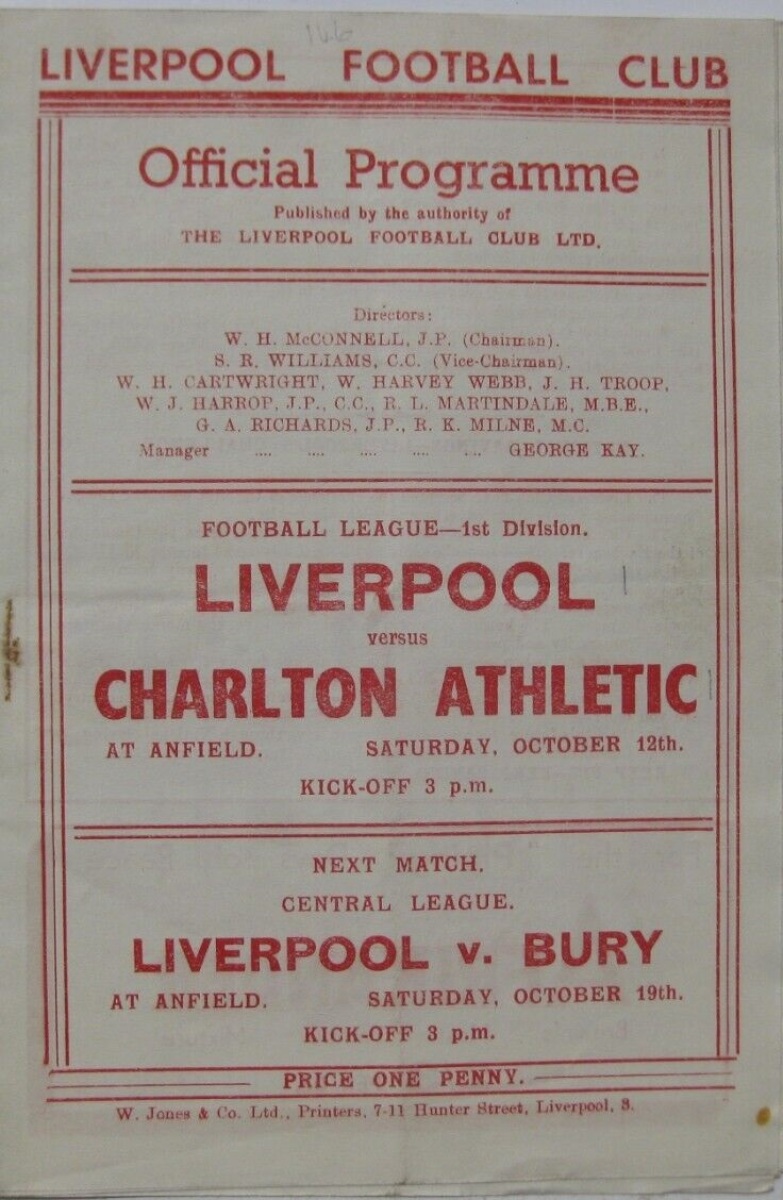 LIVERPOOL FOOTBALL CLUB
Official Programme
Published by the authority of
THE LIVERPOOL FOOTBALL CLUB LTD.
Directors:
W. H. McCONNELL, J.P. (Chairman).
S. R. WILLIAMS, C.C. (Vice-Chairman).
W. H. CARTWRIGHT, W. HARVEY WEBB, J. H. TROOP,
W. J. HARROP, J.P., C.C., R. L. MARTINDALE, M.B.E.,
G. A. RICHARDS, J.P., R. K. MILNE, M.C.
Manager .... .... .... .... .... GEORGE KAY.
FOOTBALL LEAGUE—1st Division.
LIVERPOOL
versus
CHARLTON ATHLETIC
AT ANFIELD. SATURDAY, OCTOBER 12th.
KICK-OFF 3 p.m.
NEXT MATCH.
CENTRAL LEAGUE.
LIVERPOOL v. BURY
AT ANFIELD. SATURDAY, OCTOBER 19th.
KICK-OFF 3 p.m.
PRICE ONE PENNY.
W. Jones & Co. Ltd., Printers, 7-11 Hunter Street, Liverpool, 3.